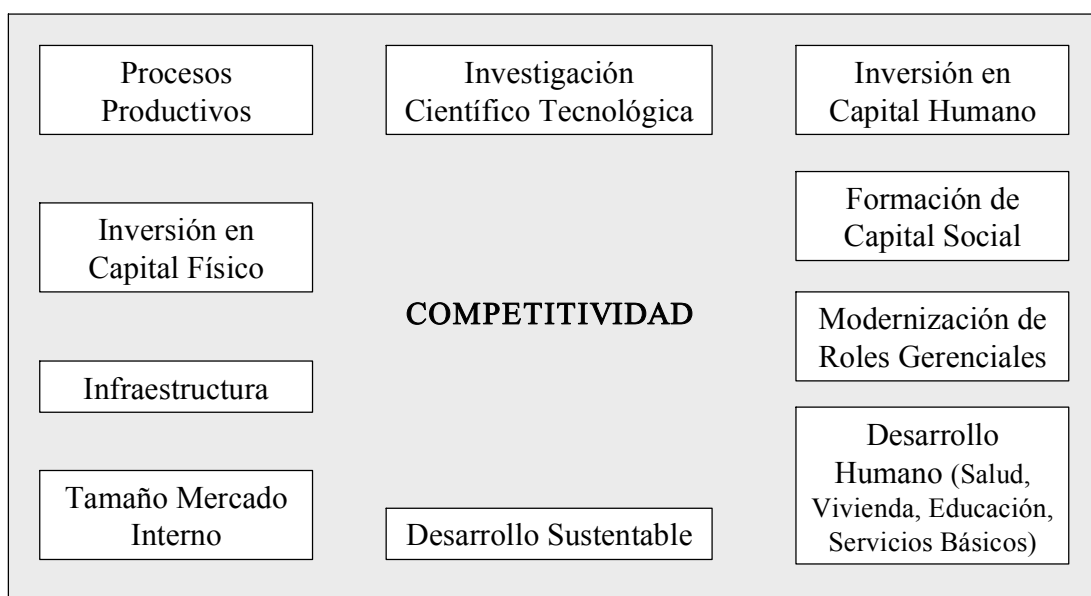 Procesos
Productivos
Investigación
Científico Tecnológica
Inversión en
Capital Humano
Inversión en
Capital Físico
Formación de
Capital Social
COMPETITIVIDAD
Modernización de
Roles Gerenciales
Infraestructura
Tamaño Mercado
Interno
Desarrollo Sustentable
Desarrollo
Humano (Salud,
Vivienda, Educación,
Servicios Básicos)